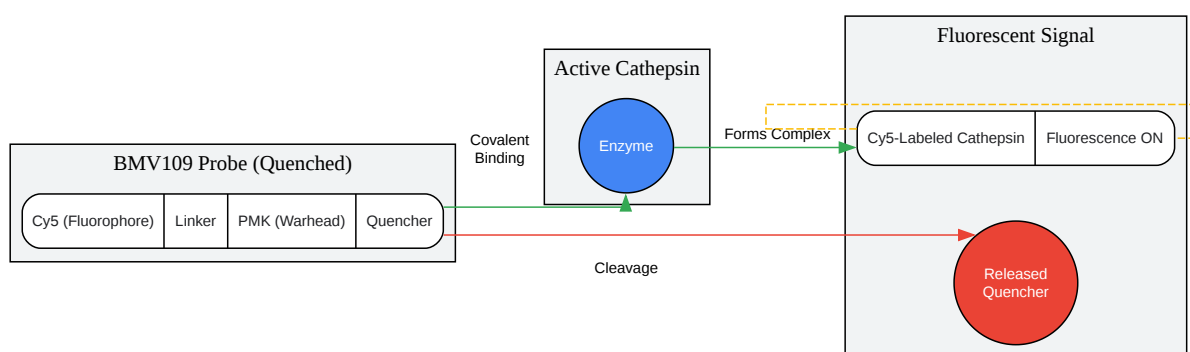 BMV109 Probe (Quenched)
Cy5 (Fluorophore)
Linker
PMK (Warhead)
Quencher
Covalent
Binding
Active Cathepsin
Enzyme
Forms Complex
Cleavage
Fluorescent Signal
Cy5-Labeled Cathepsin
Fluorescence ON
Released
Quencher